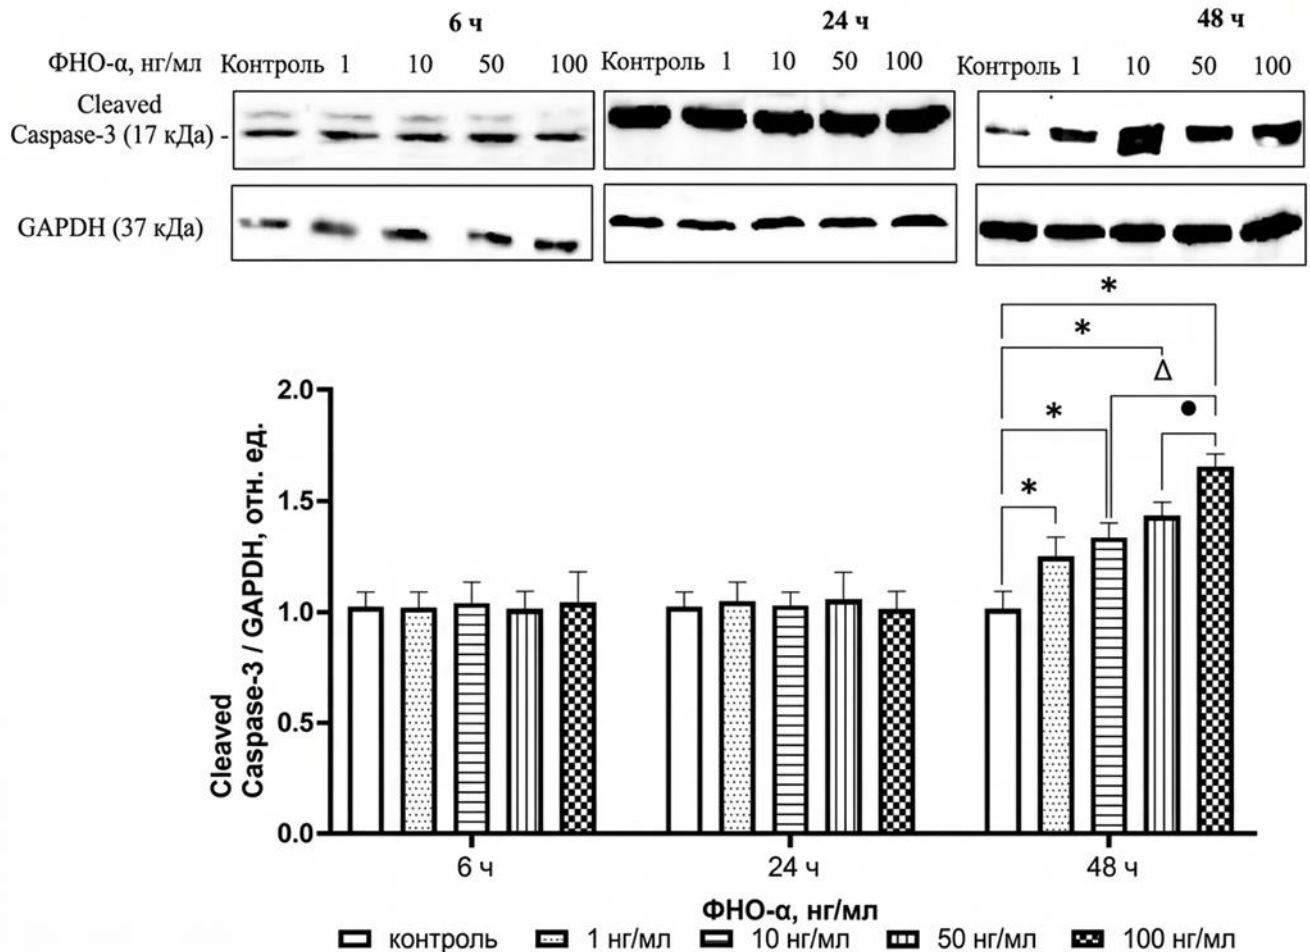 6 ч 24 ч 48 ч
ФНО-α, нг/мл Контроль 1 10 50 100 Контроль 1 10 50 100 Контроль 1 10 50 100
Cleaved
Caspase-3 (17 кДа) -
GAPDH (37 кДа)
*
*
Δ
* ●
*
2.0
1.5
1.0
0.5
0.0
Cleaved
Caspase-3 / GAPDH, отн. ед.
6 ч 24 ч 48 ч
ФНО-α, нг/мл
контроль 1 нг/мл 10 нг/мл 50 нг/мл 100 нг/мл